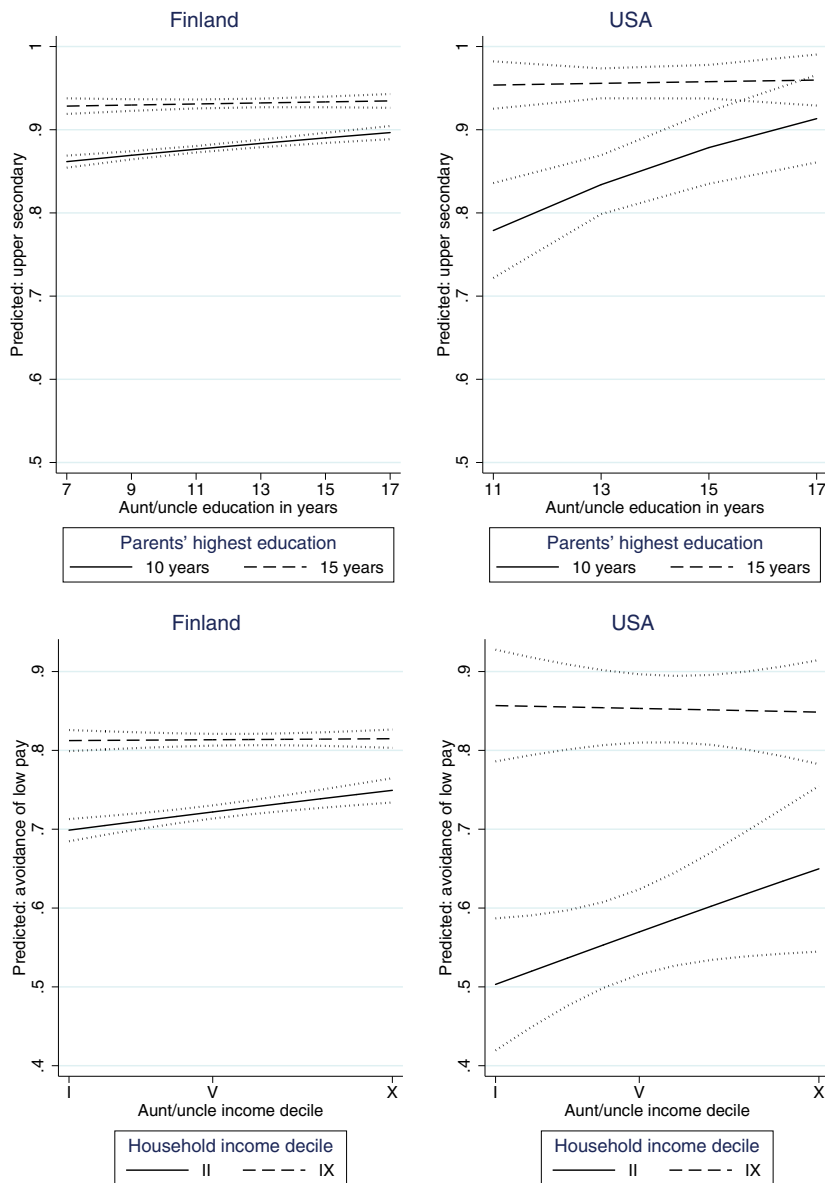 Finland
Predicted: upper secondary
1
.9
.8
.7
.6
.5
7 9 11 13 15 17
Aunt/uncle education in years
Parents' highest education
10 years 15 years
USA
Predicted: upper secondary
1
.9
.8
.7
.6
.5
11 13 15 17
Aunt/uncle education in years
Parents' highest education
10 years 15 years
Finland
Predicted: avoidance of low pay
.9
.8
.7
.6
.5
.4
I V X
Aunt/uncle income decile
Household income decile
II IX
USA
Predicted: avoidance of low pay
.9
.8
.7
.6
.5
.4
I V X
Aunt/uncle income decile
Household income decile
II IX